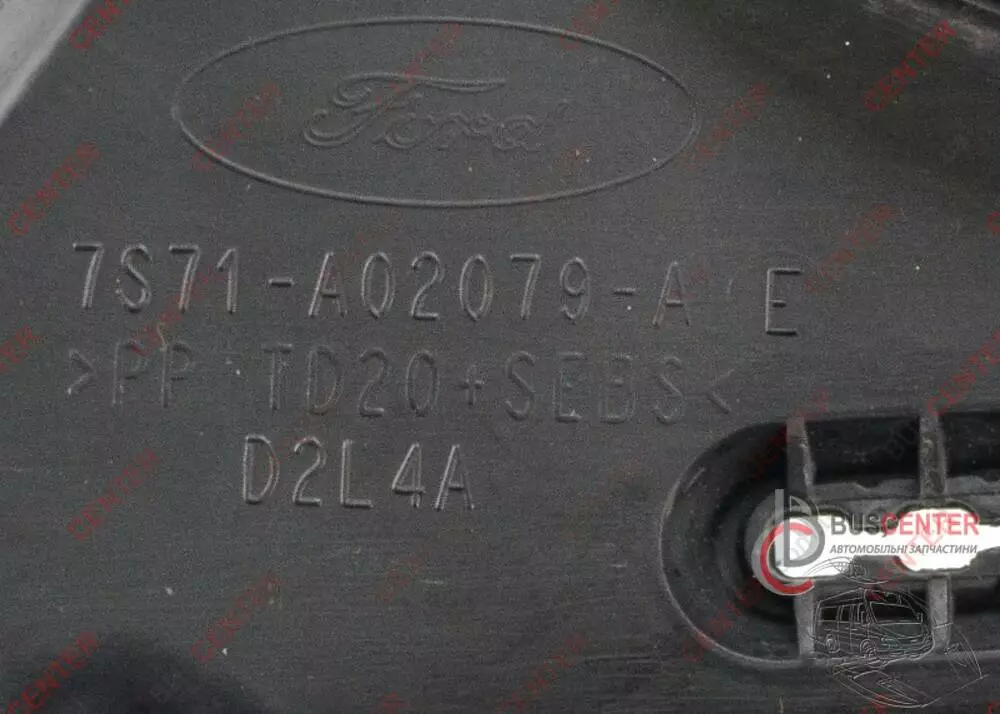 Ford
7S71-A02079-A E
>PP TD20+SEBS<
D2L4A
BUSCENTER
АВТОМОБІЛЬНІ ЗАПЧАСТИНИ